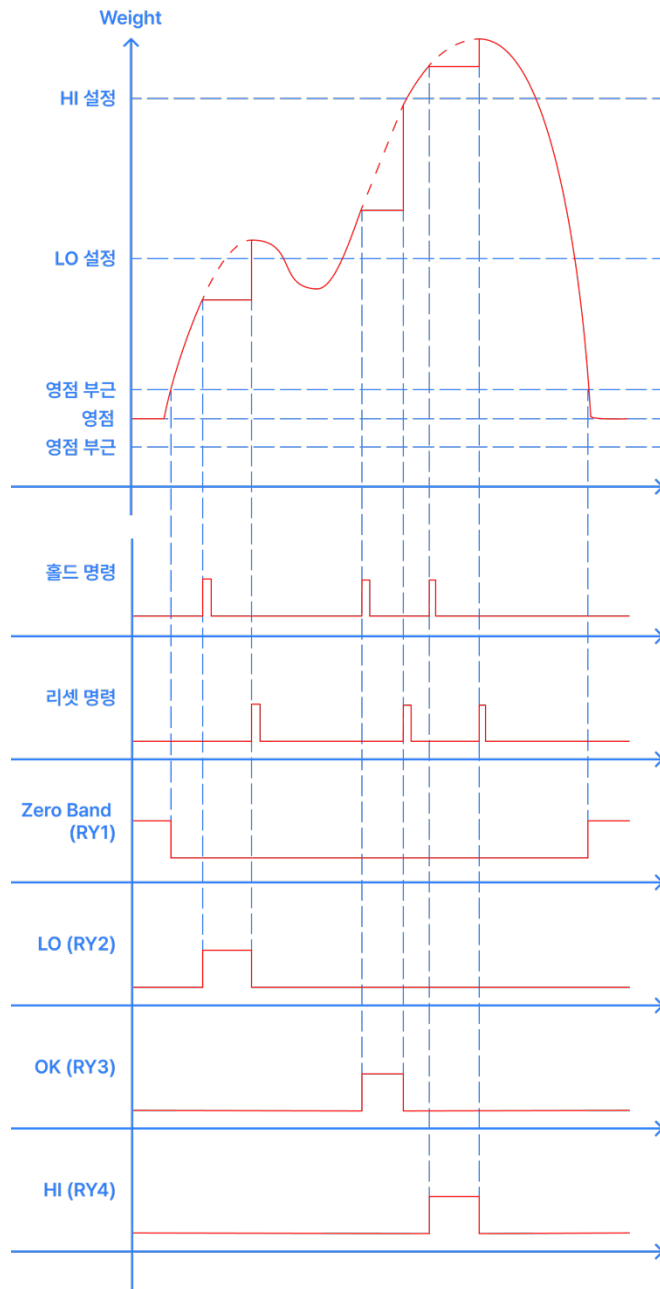 Weight
HI 설정
LO 설정
영점 부근
영점
영점 부근
홀드 명령
리셋 명령
Zero Band
(RY1)
LO (RY2)
OK (RY3)
HI (RY4)